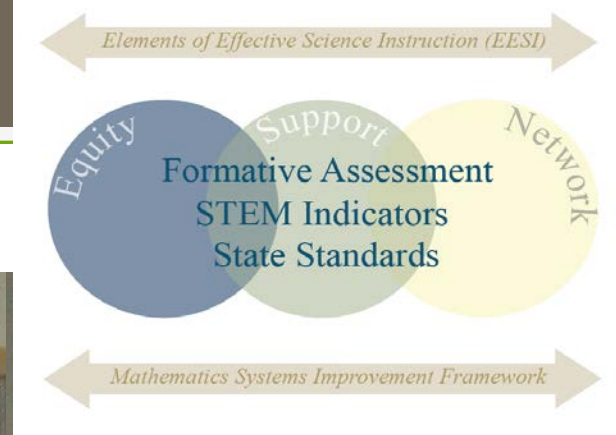 Elements of Effective Science Instruction (EESI)
Equity
Support
Network
Formative Assessment
STEM Indicators
State Standards
Mathematics Systems Improvement Framework